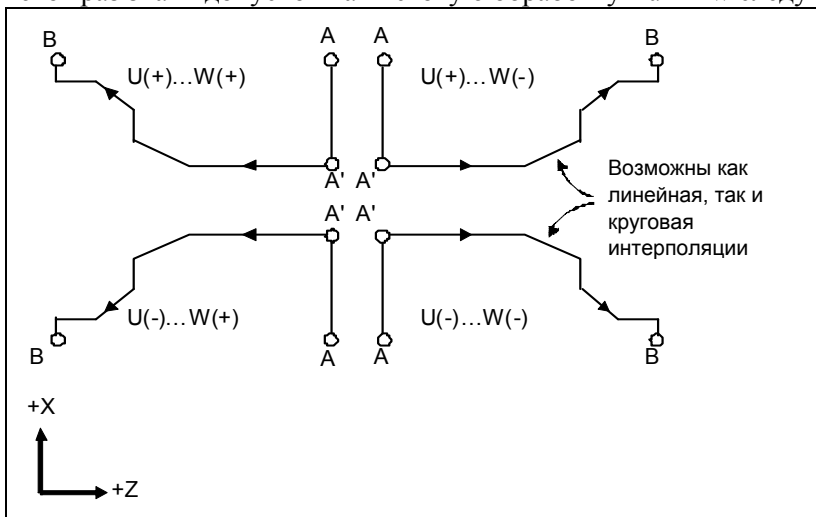 B A A B
U(+)...W(+) U(+)...W(-)
A' A'
Возможны как
линейная, так и
круговая
интерполяции
A' A'
U(-)...W(+) U(-)...W(-)
B A A B
+X
+Z